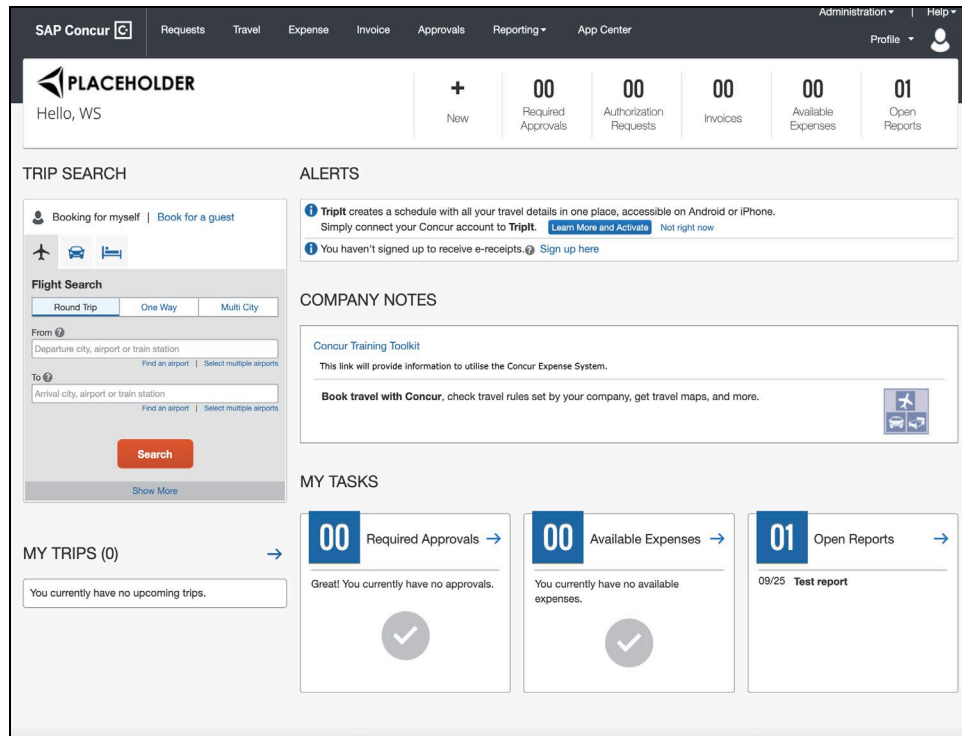 Administration | Help
SAP Concur C Requests Travel Expense Invoice Approvals Reporting App Center
Profile
PLACEHOLDER
Hello, WS
+
New
00
Required
Approvals
00
Authorization
Requests
00
Invoices
00
Available
Expenses
01
Open
Reports
TRIP SEARCH
Booking for myself | Book for a guest
Flight Search
Round Trip One Way Multi City
From ?
Departure city, airport or train station
Find an airport | Select multiple airports
To ?
Arrival city, airport or train station
Find an airport | Select multiple airports
Search
Show More
MY TRIPS (0)
You currently have no upcoming trips.
ALERTS
i TripIt creates a schedule with all your travel details in one place, accessible on Android or iPhone.
Simply connect your Concur account to TripIt. Learn More and Activate Not right now
i You haven't signed up to receive e-receipts. ? Sign up here
COMPANY NOTES
Concur Training Toolkit
This link will provide information to utilise the Concur Expense System.
Book travel with Concur, check travel rules set by your company, get travel maps, and more.
MY TASKS
00 Required Approvals →
Great! You currently have no approvals.
00 Available Expenses →
You currently have no available
expenses.
01 Open Reports →
09/25 Test report